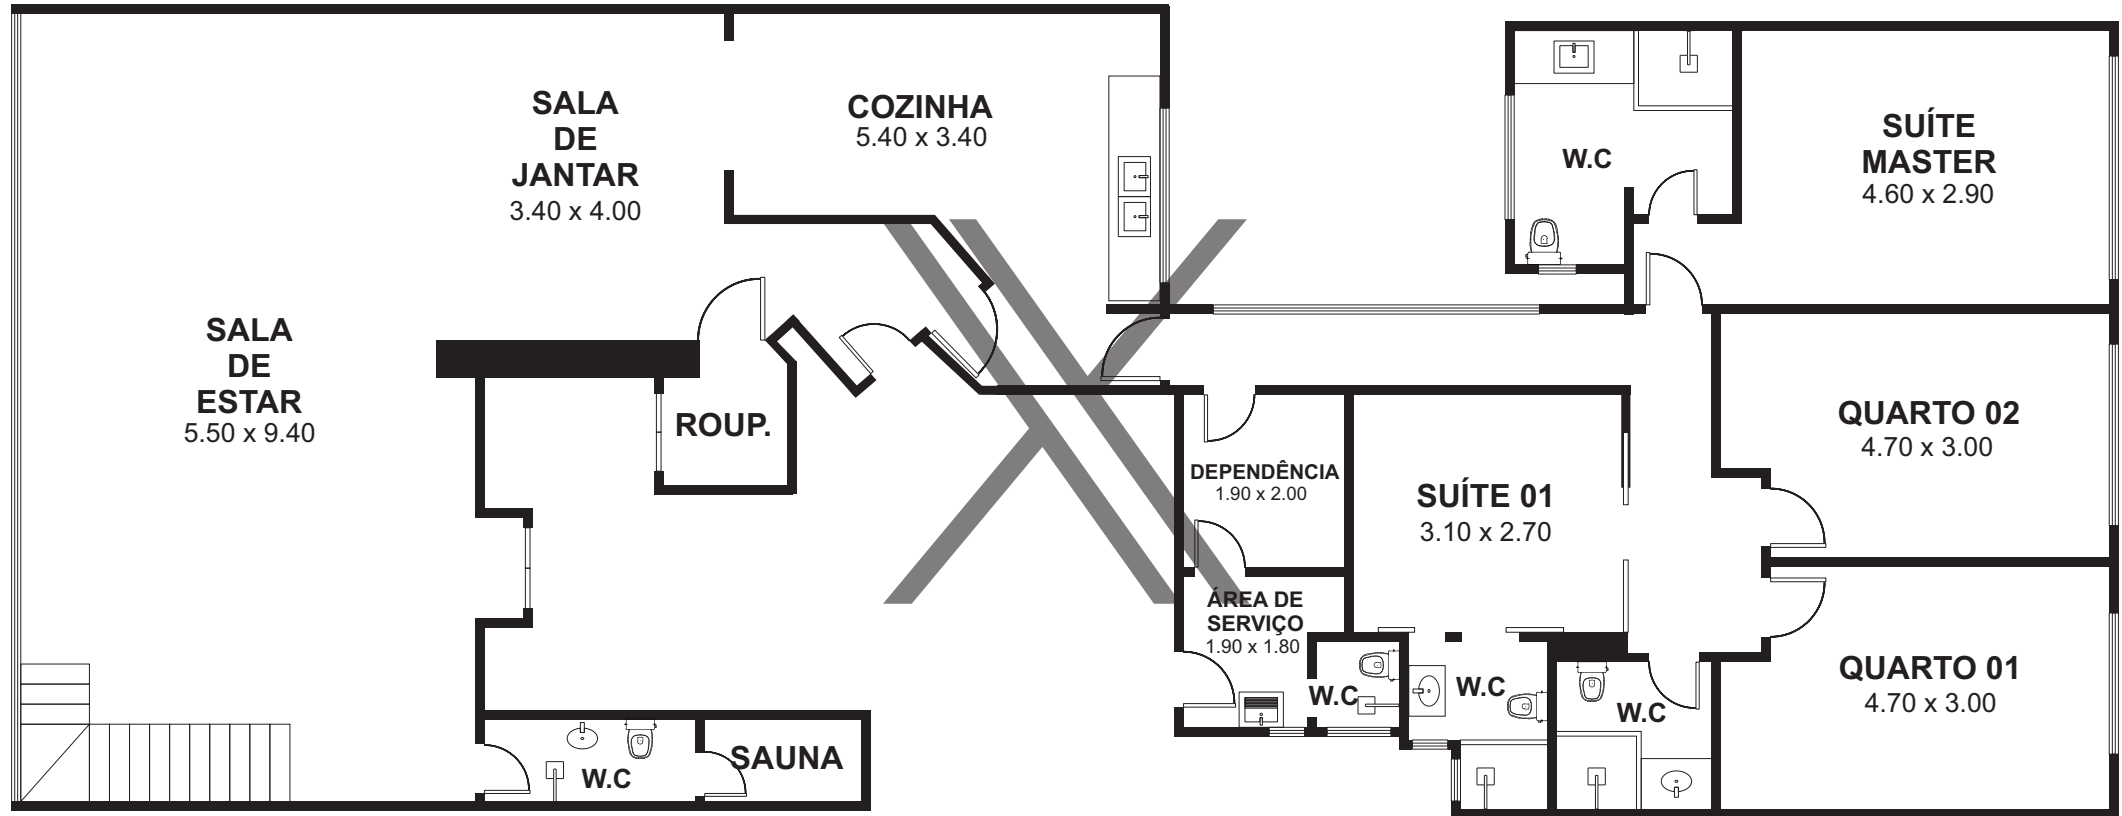 SALA
DE
JANTAR
3.40 x 4.00
COZINHA
5.40 x 3.40
W.C
SUÍTE
MASTER
4.60 x 2.90
SALA
DE
ESTAR
5.50 x 9.40
ROUP.
DEPENDÊNCIA
1.90 x 2.00
SUÍTE 01
3.10 x 2.70
QUARTO 02
4.70 x 3.00
ÁREA DE
SERVIÇO
1.90 x 1.80
W.C
W.C
W.C
QUARTO 01
4.70 x 3.00
W.C
SAUNA